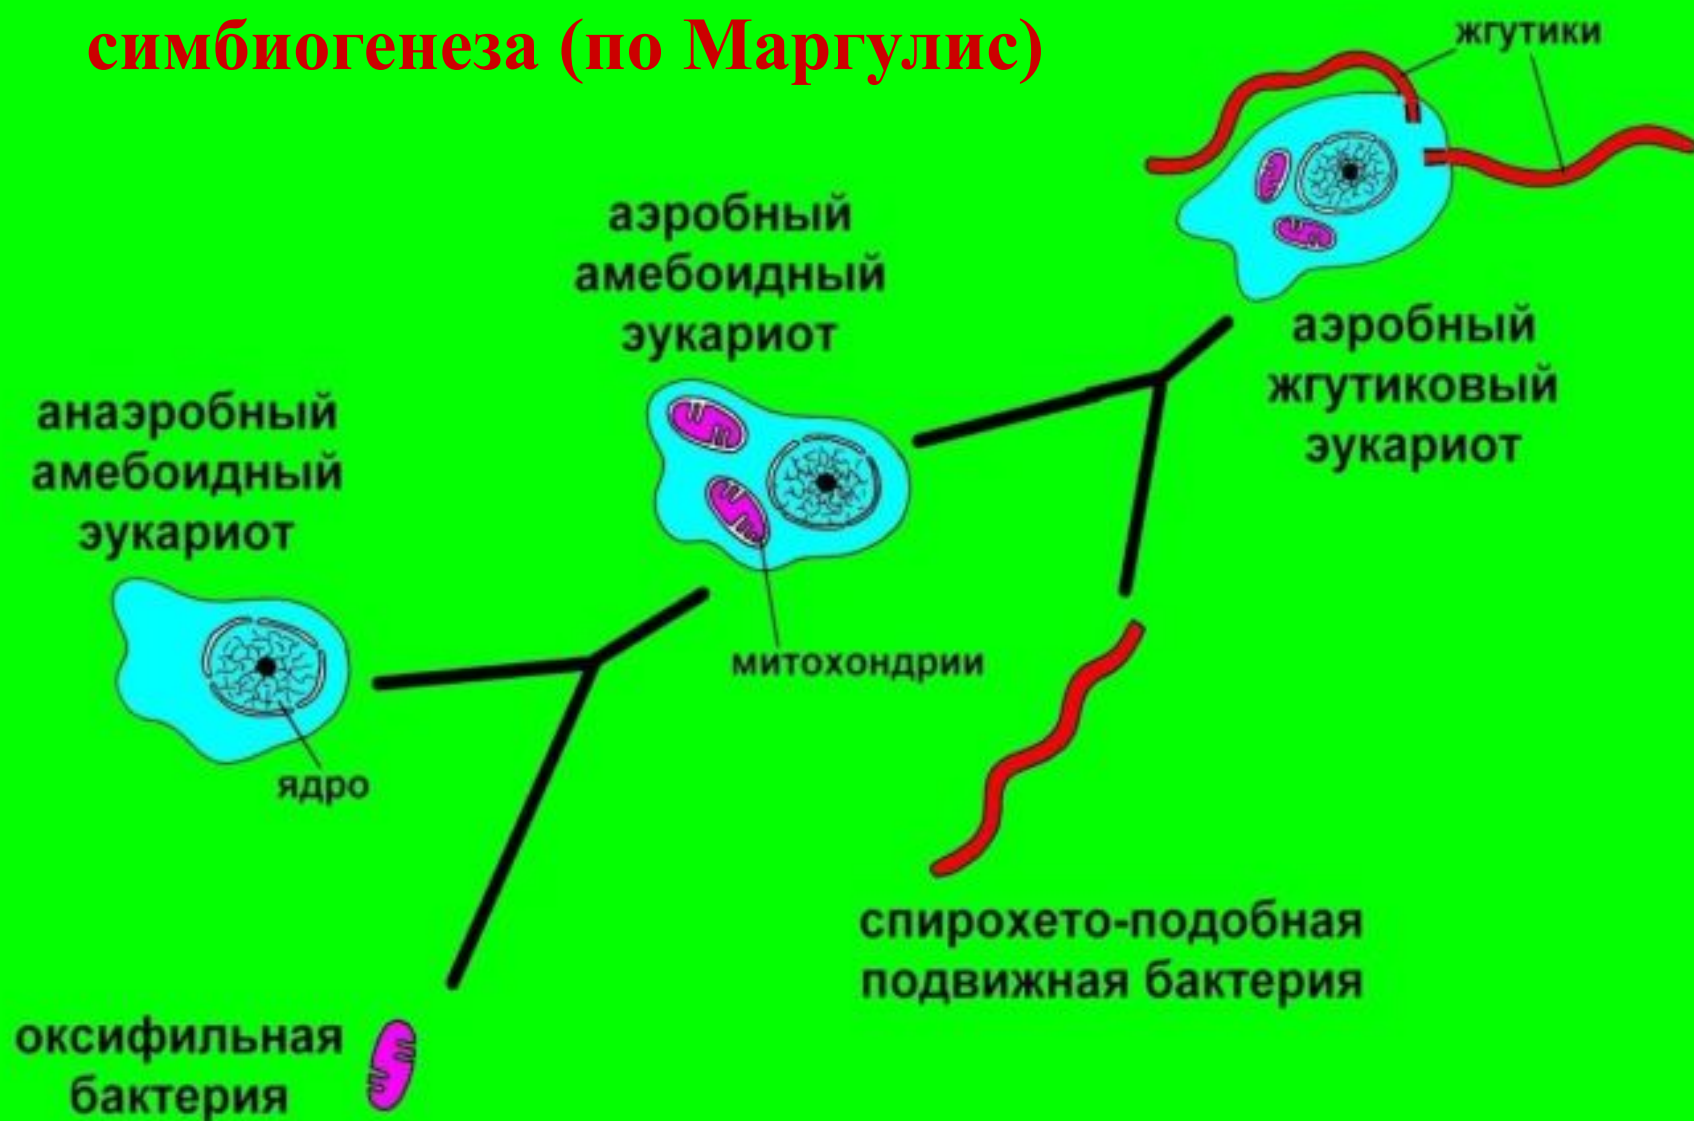 симбиогенеза (по Маргулис)
жгутики
аэробный
амебоидный
эукариот
аэробный
жгутиковый
эукариот
анаэробный
амебоидный
эукариот
митохондрии
ядро
спирохето-подобная
подвижная бактерия
оксифильная
бактерия